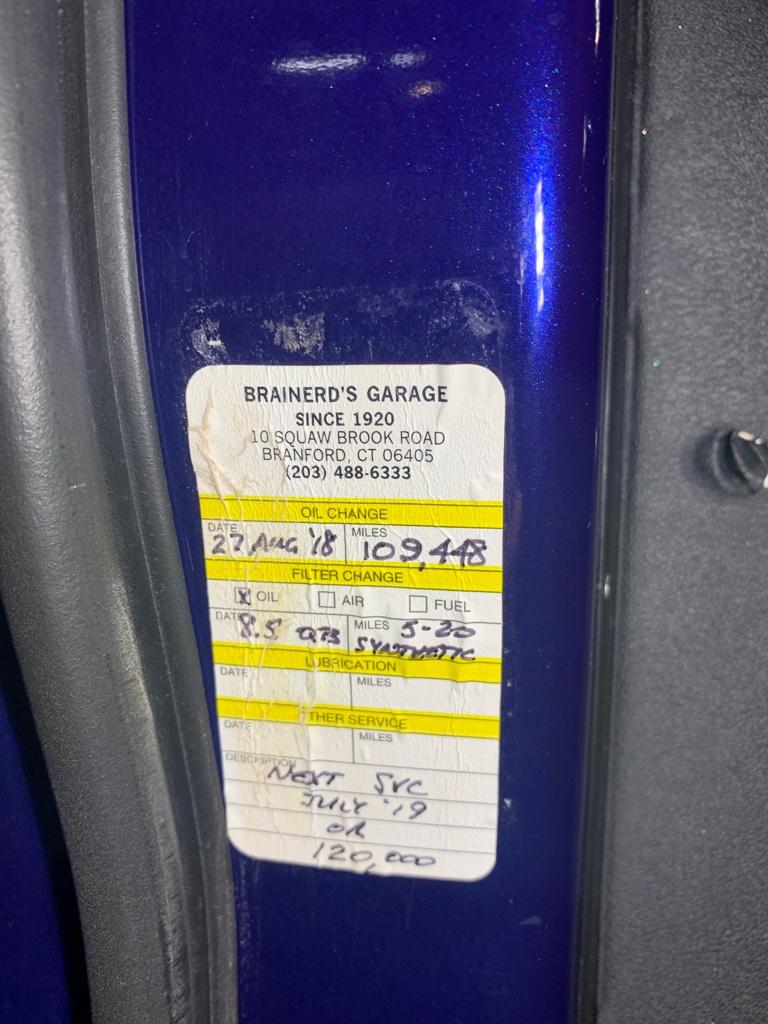 BRAINERD'S GARAGE
SINCE 1920
10 SQUAW BROOK ROAD
BRANFORD, CT 06405
(203) 488-6333
OIL CHANGE
DATE 27 AUG '18 MILES 109,448
FILTER CHANGE
X OIL AIR FUEL
DATE 8.5 QTS MILES 5-20 SYNTHETIC
LUBRICATION
DATE MILES
THER SERVICE
DATE MILES
DESCRIPTION
NEXT SVC
JULY '19
OR
120,000